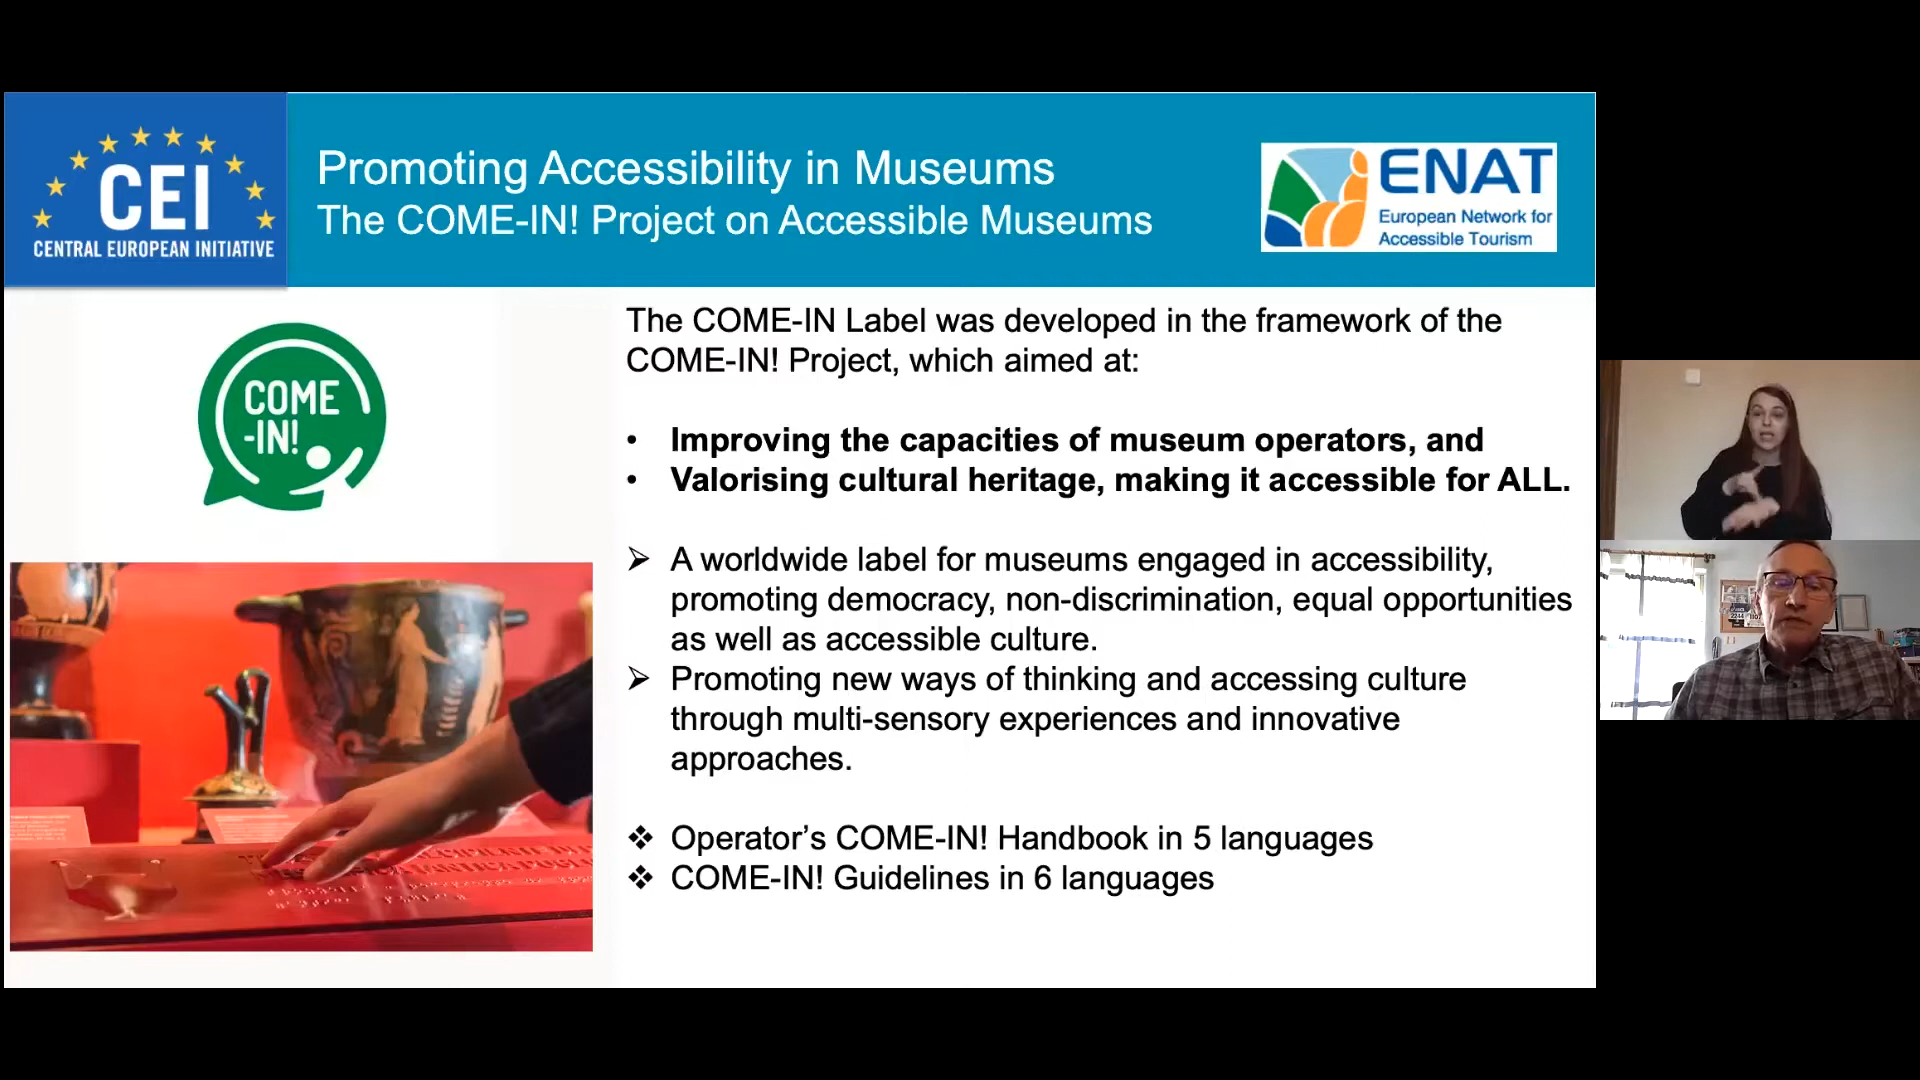 CEI
CENTRAL EUROPEAN INITIATIVE
Promoting Accessibility in Museums
The COME-IN! Project on Accessible Museums
ENAT
European Network for
Accessible Tourism
COME
-IN!
The COME-IN Label was developed in the framework of the
COME-IN! Project, which aimed at:
• Improving the capacities of museum operators, and
• Valorising cultural heritage, making it accessible for ALL.
➢ A worldwide label for museums engaged in accessibility,
promoting democracy, non-discrimination, equal opportunities
as well as accessible culture.
➢ Promoting new ways of thinking and accessing culture
through multi-sensory experiences and innovative
approaches.
❖ Operator’s COME-IN! Handbook in 5 languages
❖ COME-IN! Guidelines in 6 languages